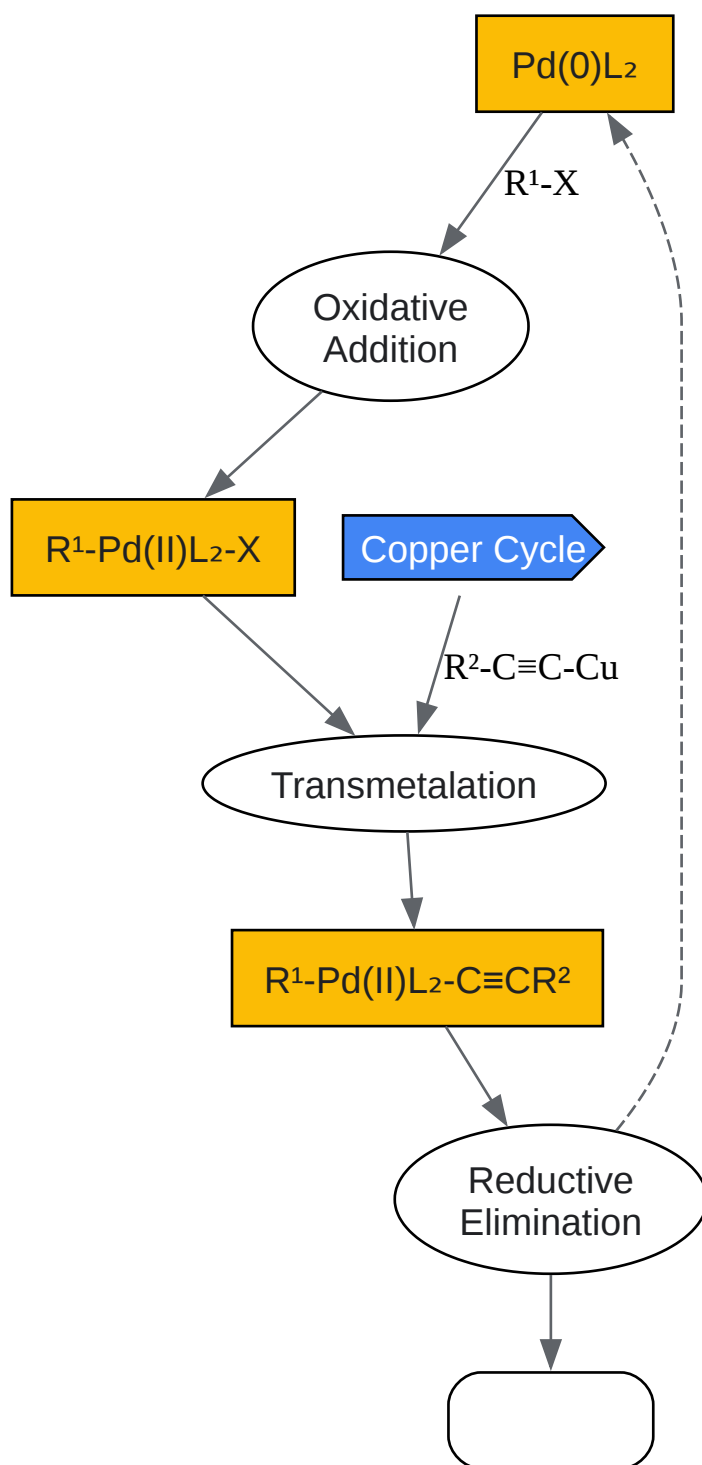 Pd(0)L₂
R¹-X
Oxidative
Addition
R¹-Pd(II)L₂-X
Copper Cycle
R²-C≡C-Cu
Transmetalation
R¹-Pd(II)L₂-C≡CR²
Reductive
Elimination